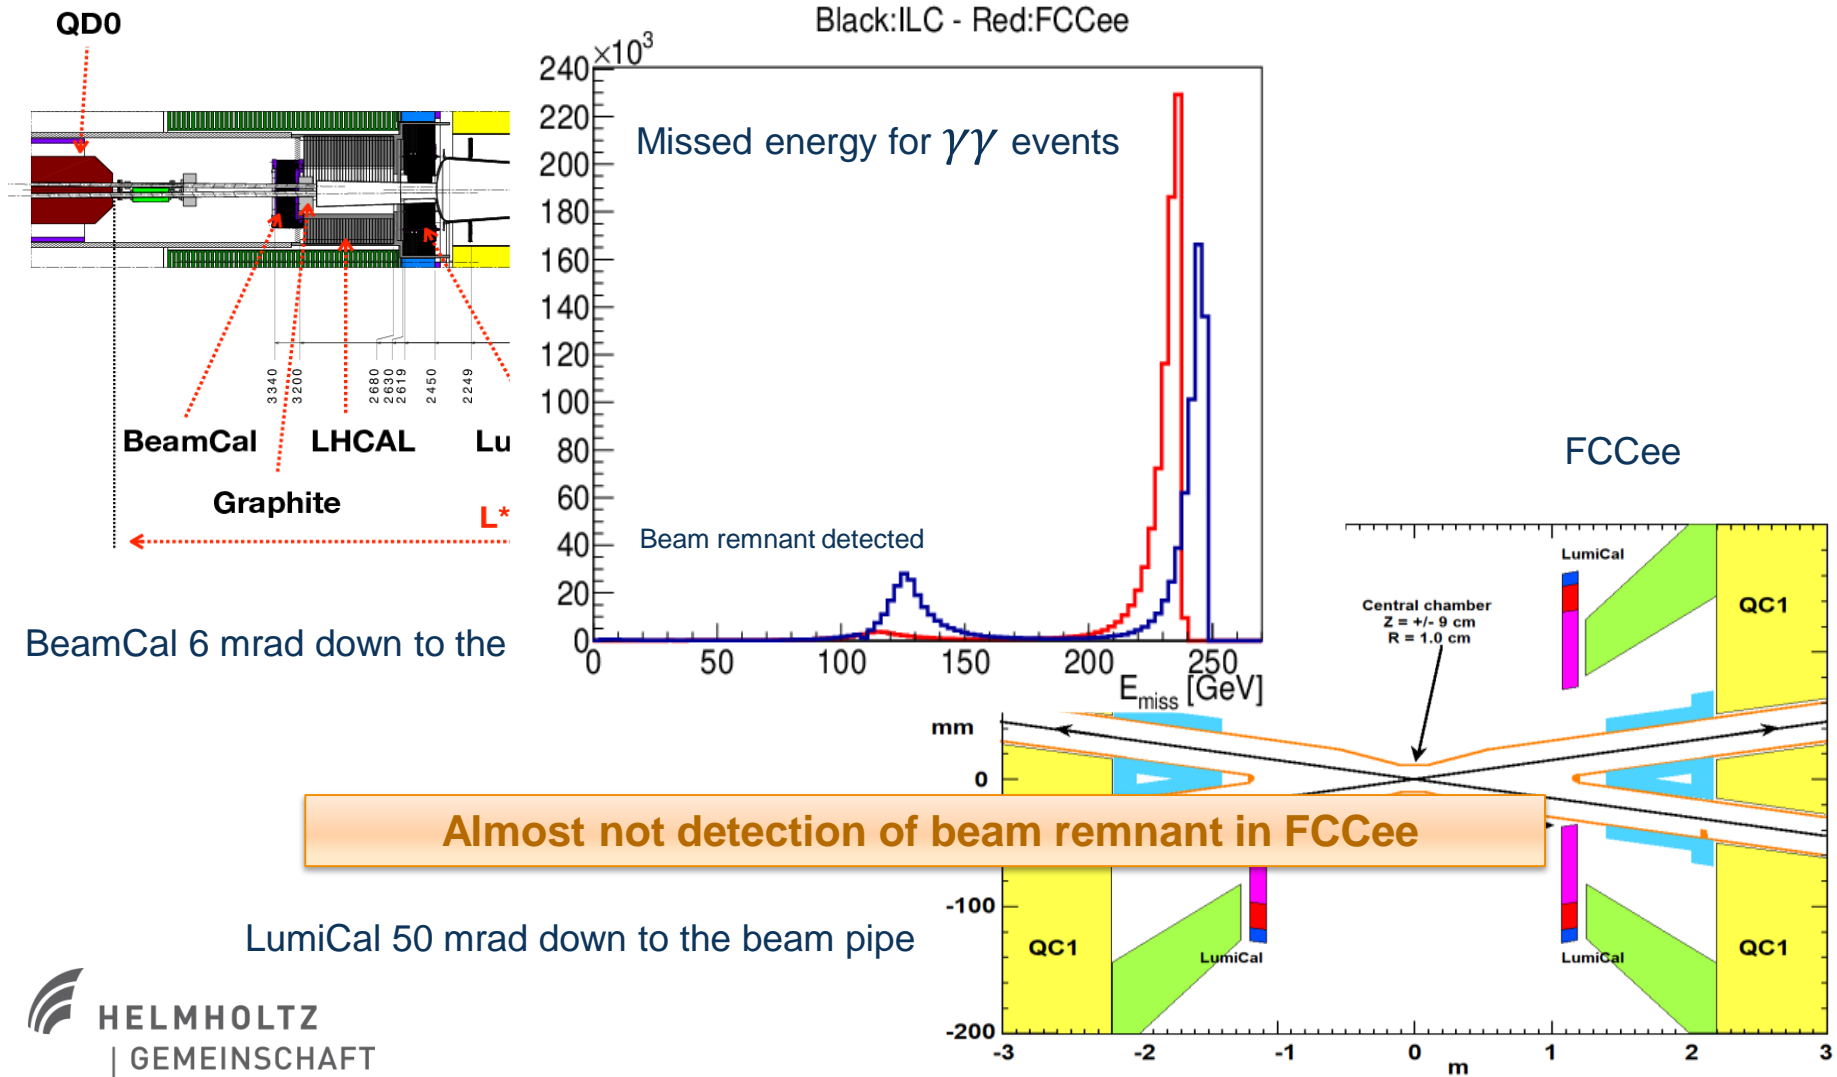 QD0
3340
3200
2680
2630
2619
2450
2249
BeamCal
LHCAL
Lu
Graphite
L*
BeamCal 6 mrad down to the
Black:ILC - Red:FCCee
×10³
240
220
200
180
160
140
120
100
80
60
40
20
0
Missed energy for γγ events
Beam remnant detected
0 50 100 150 200 250
E_miss [GeV]
FCCee
LumiCal
QC1
Central chamber
Z = +/- 9 cm
R = 1.0 cm
mm
0
Almost not detection of beam remnant in FCCee
-100
LumiCal 50 mrad down to the beam pipe
QC1
LumiCal
LumiCal
QC1
-200
-3 -2 -1 0 1 2 3
m
HELMHOLTZ
| GEMEINSCHAFT